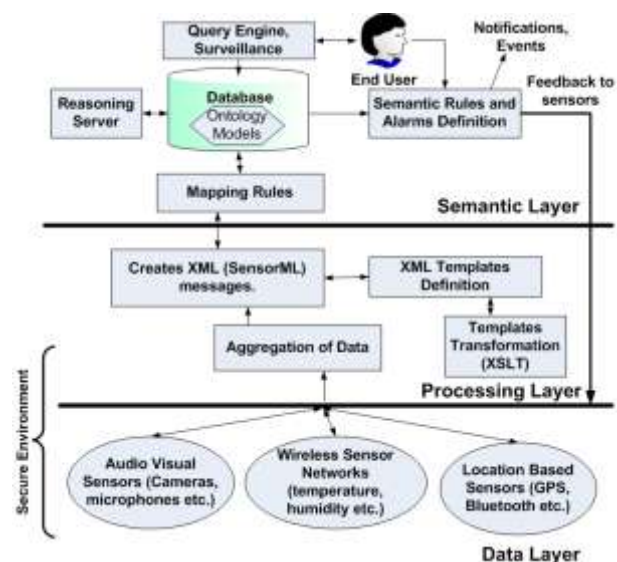 Query Engine,
Surveillance
End User
Notifications,
Events
Feedback to
sensors
Reasoning
Server
Database
Ontology
Models
Semantic Rules and
Alarms Definition
Mapping Rules
Semantic Layer
Creates XML (SensorML)
messages.
XML Templates
Definition
Templates
Transformation
(XSLT)
Aggregation of Data
Processing Layer
Secure Environment
Audio Visual
Sensors (Cameras,
microphones etc.)
Wireless Sensor
Networks
(temperature,
humidity etc.)
Location Based
Sensors (GPS,
Bluetooth etc.)
Data Layer